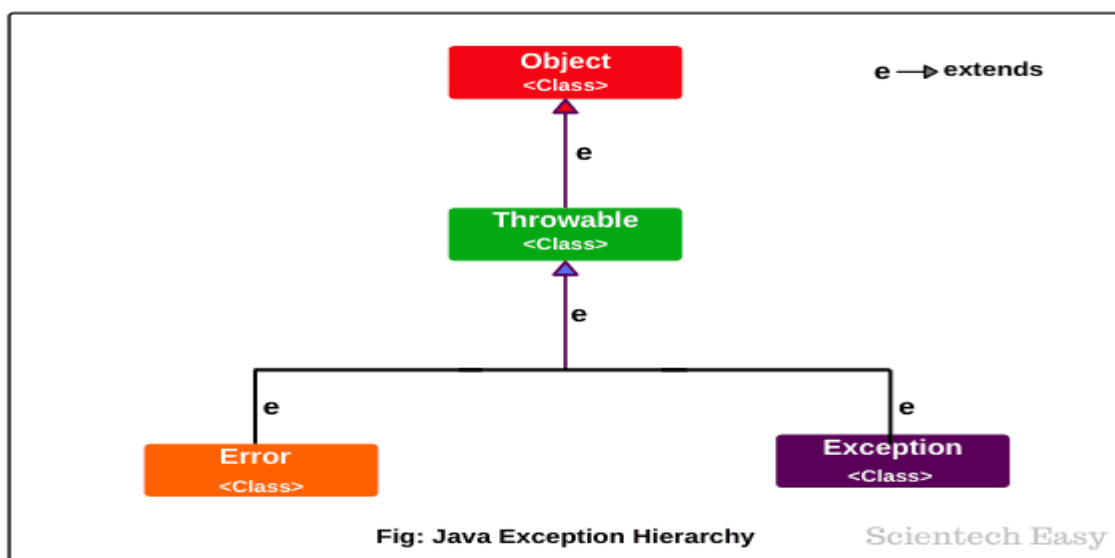 Object
<Class>
e → extends
e
Throwable
<Class>
e
e
e
Error
<Class>
Exception
<Class>
Fig: Java Exception Hierarchy
Scientech Easy